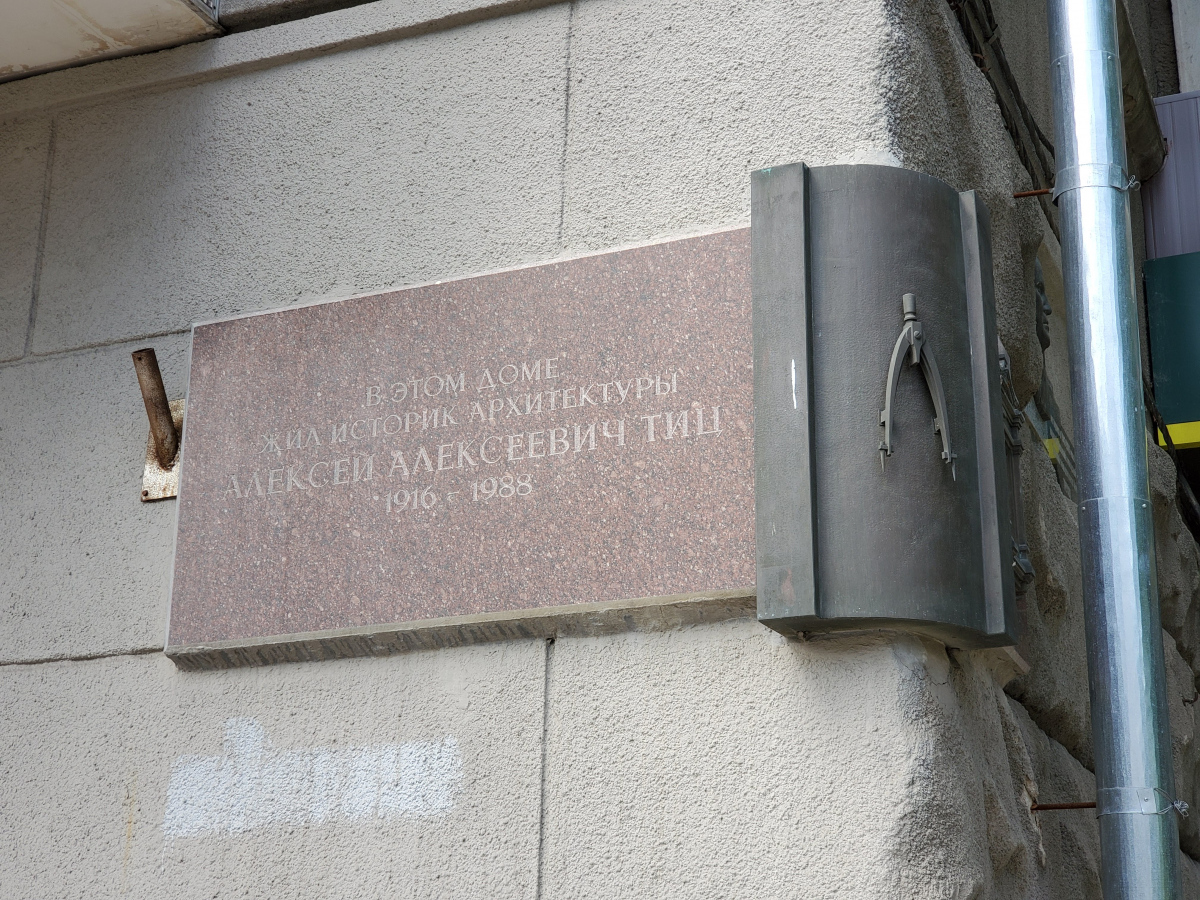 В ЭТОМ ДОМЕ
ЖИЛ ИСТОРИК АРХИТЕКТУРЫ
АЛЕКСЕЙ АЛЕКСЕЕВИЧ ТИЦ
1916 - 1988